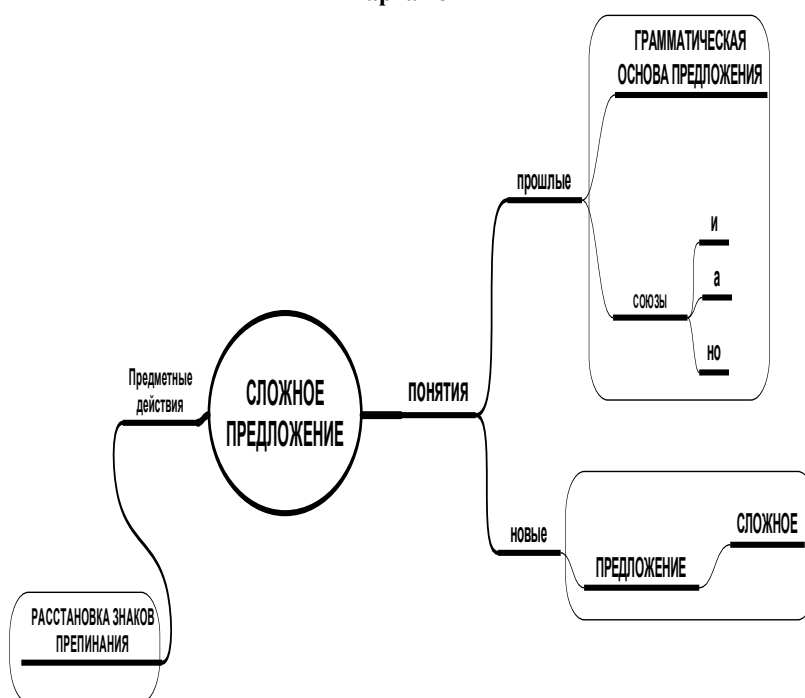 ГРАММАТИЧЕСКАЯ
ОСНОВА ПРЕДЛОЖЕНИЯ
прошлые
и
а
союзы
но
Предметные
действия
СЛОЖНОЕ
ПРЕДЛОЖЕНИЕ
ПОНЯТИЯ
новые
СЛОЖНОЕ
ПРЕДЛОЖЕНИЕ
РАССТАНОВКА ЗНАКОВ
ПРЕПИНАНИЯ